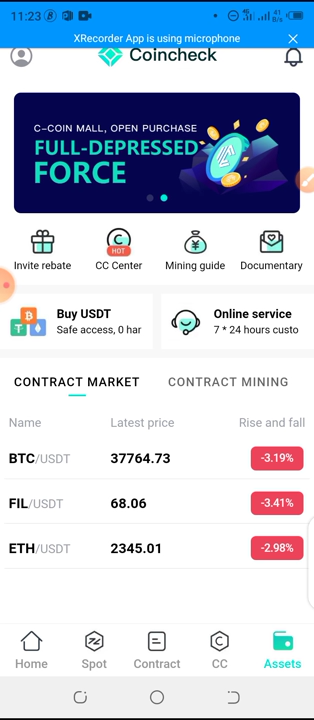 11:23
XRecorder App is using microphone
Coincheck
C-COIN MALL, OPEN PURCHASE
FULL-DEPRESSED
FORCE
Invite rebate
CC Center
Mining guide
Documentary
HOT
Buy USDT
Safe access, 0 har
Online service
7 * 24 hours custo
CONTRACT MARKET
CONTRACT MINING
Name Latest price Rise and fall
BTC/USDT 37764.73 -3.19%
FIL/USDT 68.06 -3.41%
ETH/USDT 2345.01 -2.98%
Home Spot Contract CC Assets